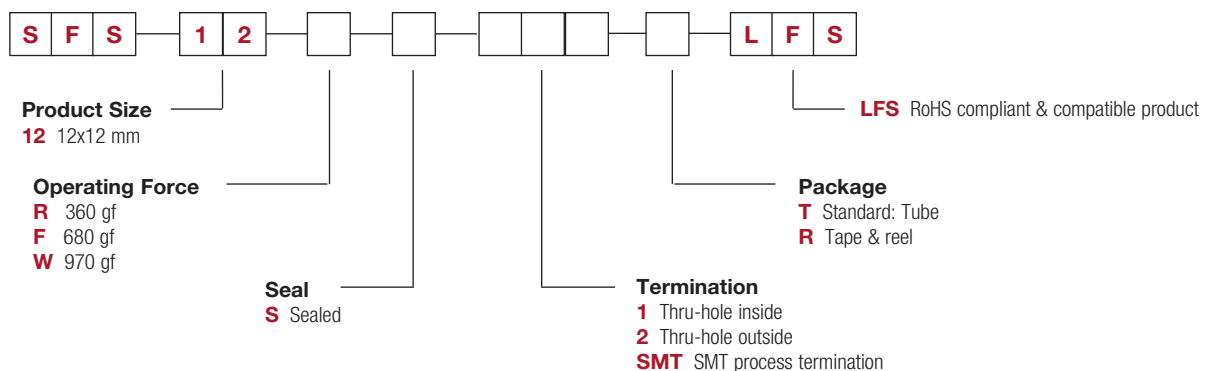 S F S 1 2 L F S
Product Size
12 12x12 mm
LFS RoHS compliant & compatible product
Operating Force
R 360 gf
F 680 gf
W 970 gf
Package
T Standard: Tube
R Tape & reel
Seal
S Sealed
Termination
1 Thru-hole inside
2 Thru-hole outside
SMT SMT process termination